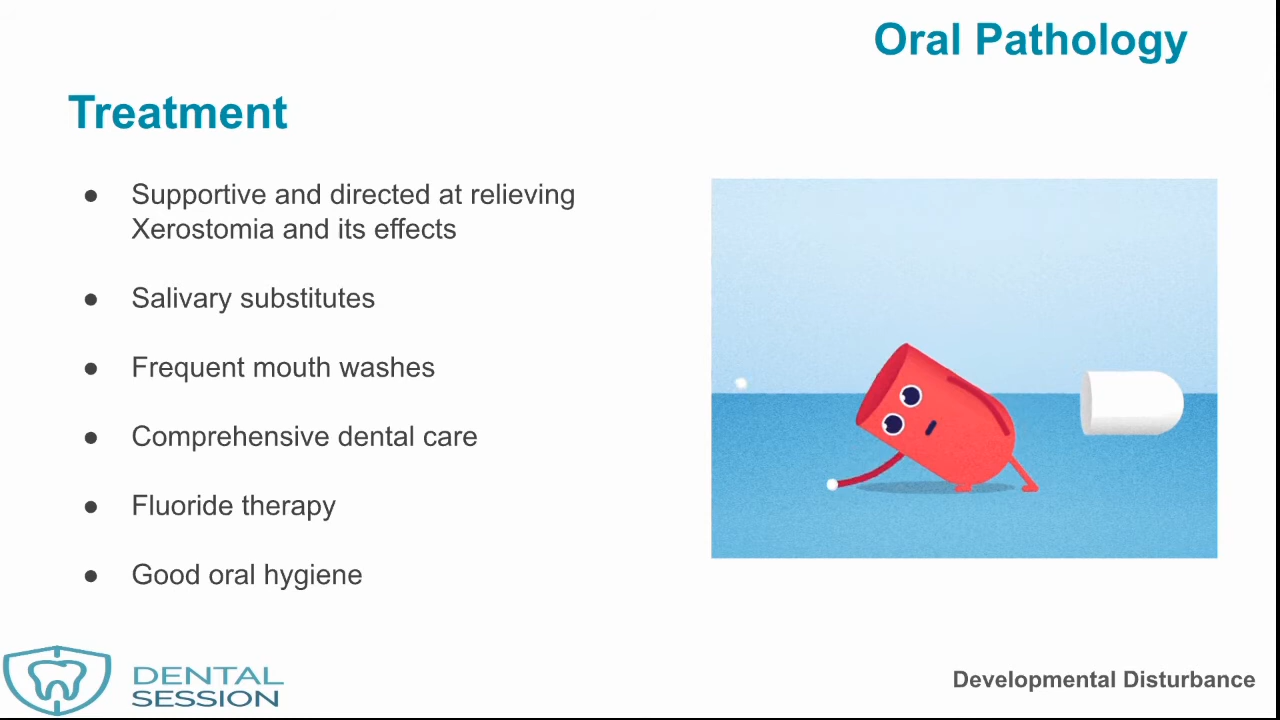 Oral Pathology
Treatment
● Supportive and directed at relieving
Xerostomia and its effects
● Salivary substitutes
● Frequent mouth washes
● Comprehensive dental care
● Fluoride therapy
● Good oral hygiene
DENTAL
SESSION
Developmental Disturbance